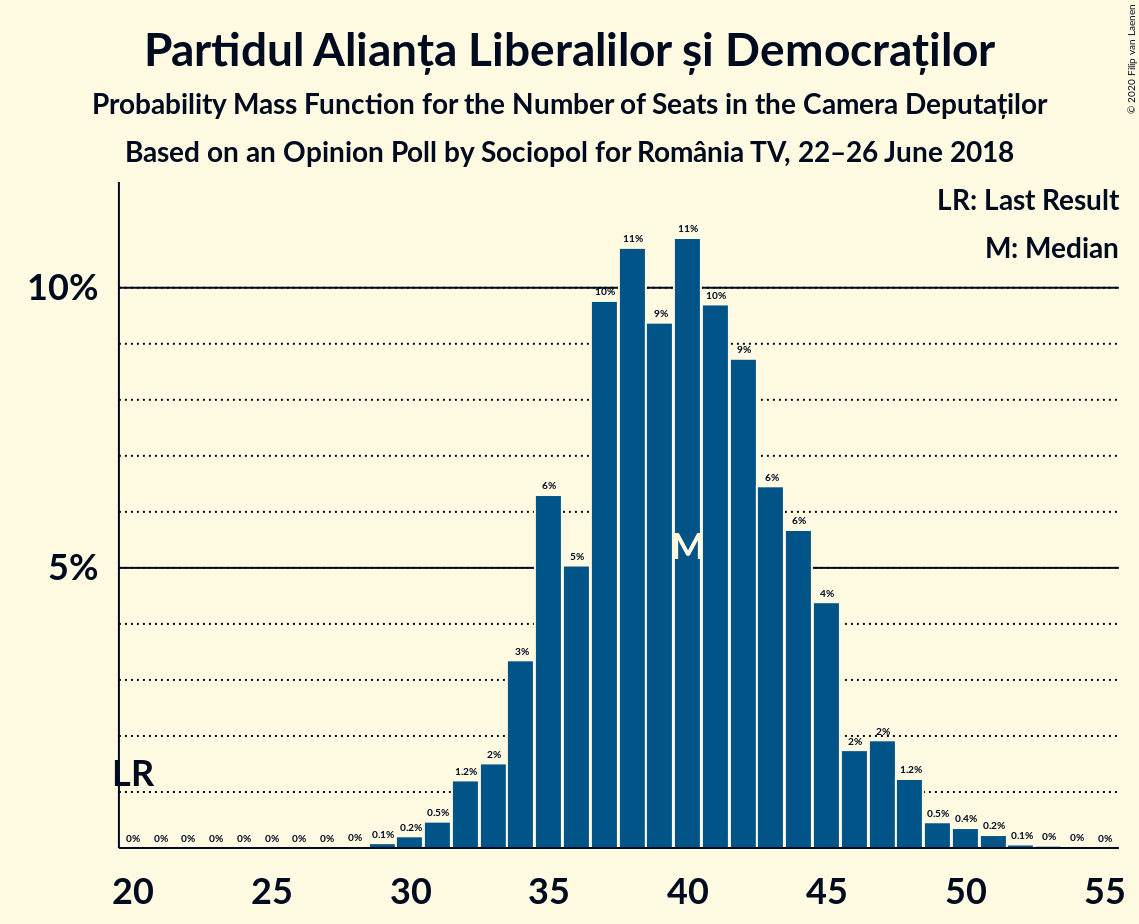 Partidul Alianța Liberalilor și Democraților
Probability Mass Function for the Number of Seats in the Camera Deputaților
Based on an Opinion Poll by Sociopol for România TV, 22–26 June 2018
© 2020 Filip van Laenen
LR: Last Result
M: Median
10%
5%
LR
M
0% 0% 0% 0% 0% 0% 0% 0% 0% 0.1% 0.2% 0.5% 1.2% 2% 3% 6% 5% 10% 11% 9% 11% 10% 9% 6% 6% 4% 2% 2% 1.2% 0.5% 0.4% 0.2% 0.1% 0% 0% 0%
20 25 30 35 40 45 50 55